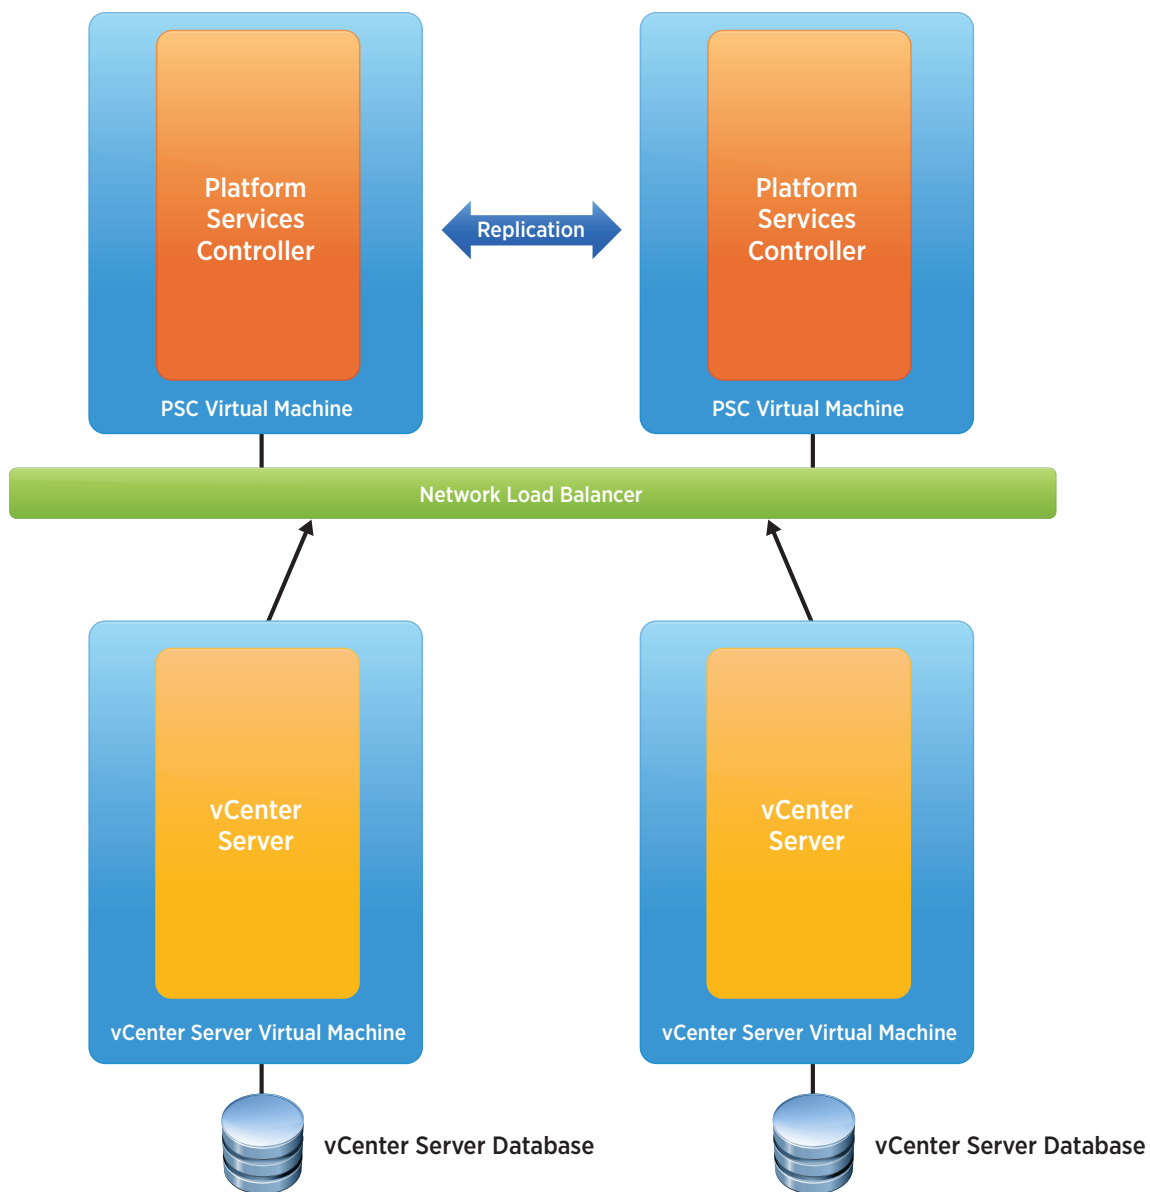 Platform
Services
Controller
Replication
Platform
Services
Controller
PSC Virtual Machine
PSC Virtual Machine
Network Load Balancer
vCenter
Server
vCenter
Server
vCenter Server Virtual Machine
vCenter Server Virtual Machine
vCenter Server Database
vCenter Server Database